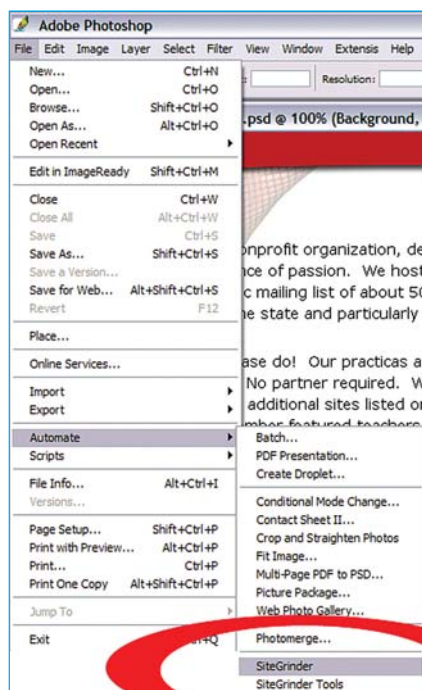 Adobe Photoshop
File Edit Image Layer Select Filter View Window Extensis Help
New... Ctrl+N
Open... Ctrl+O
Browse... Shift+Ctrl+O
Open As... Alt+Ctrl+O
Open Recent
Edit in ImageReady Shift+Ctrl+M
Close Ctrl+W
Close All Alt+Ctrl+W
Save Ctrl+S
Save As... Shift+Ctrl+S
Save a Version...
Save for Web... Alt+Shift+Ctrl+S
Revert F12
Place...
Online Services...
Import
Export
Automate
Scripts
File Info... Alt+Ctrl+I
Versions...
Page Setup... Shift+Ctrl+P
Print with Preview... Alt+Ctrl+P
Print... Ctrl+P
Print One Copy Alt+Shift+Ctrl+P
Jump To
Exit
Resolution:
.psd @ 100% (Background,
nprofit organization, de
ce of passion. We host
c mailing list of about 50
e state and particularly
ase do! Our practicas a
No partner required. W
additional sites listed o
featured teachers
Batch...
PDF Presentation...
Create Droplet...
Conditional Mode Change...
Contact Sheet II...
Crop and Straighten Photos
Fit Image...
Multi-Page PDF to PSD...
Picture Package...
Web Photo Gallery...
Photomerge...
SiteGrinder
SiteGrinder Tools